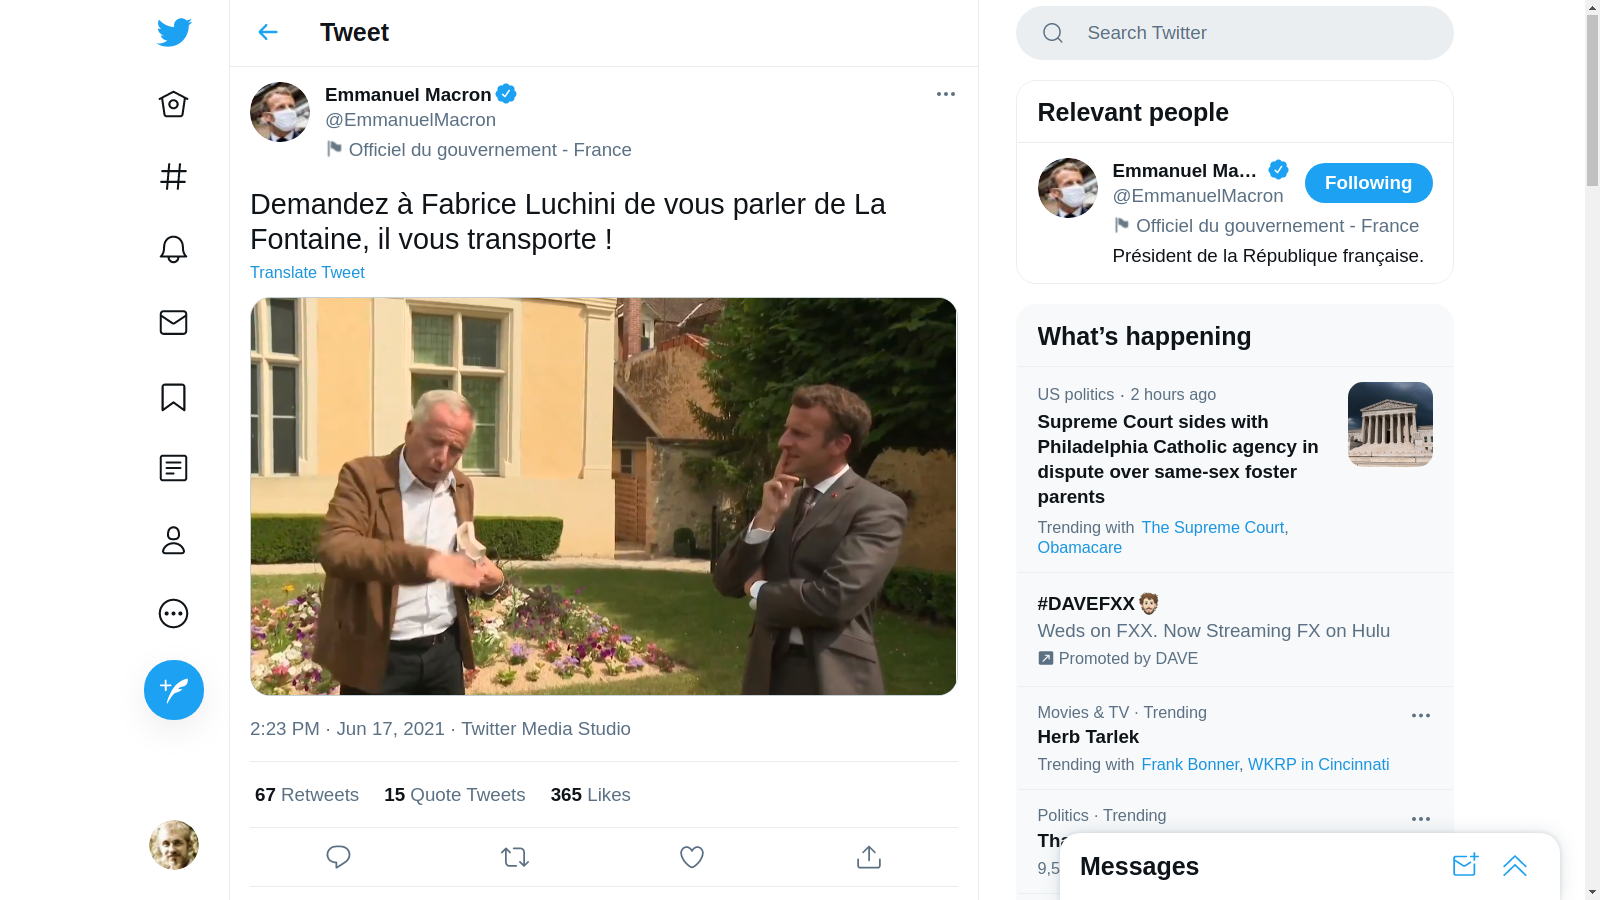 Tweet
Emmanuel Macron
@EmmanuelMacron
Officiel du gouvernement - France
Demandez à Fabrice Luchini de vous parler de La
Fontaine, il vous transporte !
Translate Tweet
2:23 PM · Jun 17, 2021 · Twitter Media Studio
67 Retweets 15 Quote Tweets 365 Likes
Search Twitter
Relevant people
Emmanuel Ma…
@EmmanuelMacron
Following
Officiel du gouvernement - France
Président de la République française.
What’s happening
US politics · 2 hours ago
Supreme Court sides with
Philadelphia Catholic agency in
dispute over same-sex foster
parents
Trending with The Supreme Court,
Obamacare
#DAVEFXX
Weds on FXX. Now Streaming FX on Hulu
Promoted by DAVE
Movies & TV · Trending
Herb Tarlek
Trending with Frank Bonner, WKRP in Cincinnati
Politics · Trending
Messages